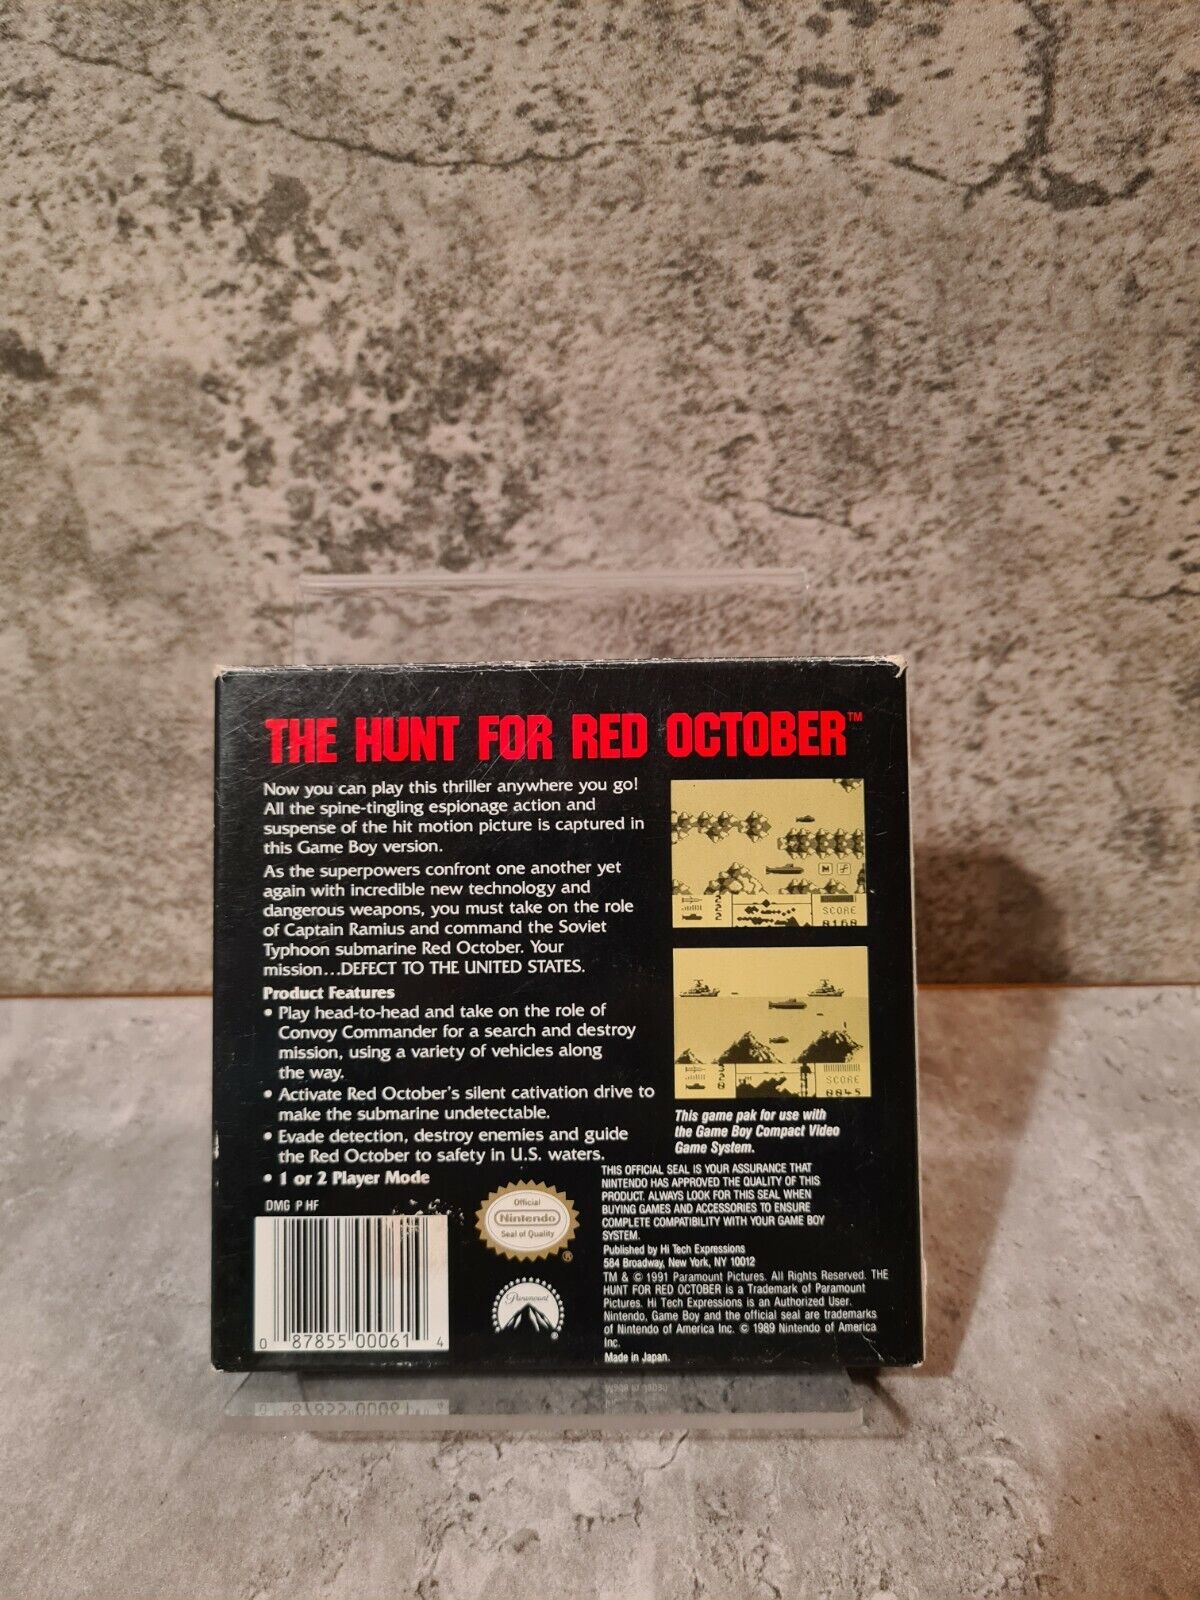 THE HUNT FOR RED OCTOBER™
Now you can play this thriller anywhere you go!
All the spine-tingling espionage action and
suspense of the hit motion picture is captured in
this Game Boy version.
As the superpowers confront one another yet
again with incredible new technology and
dangerous weapons, you must take on the role
of Captain Ramius and command the Soviet
Typhoon submarine Red October. Your
mission...DEFECT TO THE UNITED STATES.
Product Features
• Play head-to-head and take on the role of
Convoy Commander for a search and destroy
mission, using a variety of vehicles along
the way.
• Activate Red October's silent cativation drive to
make the submarine undetectable.
• Evade detection, destroy enemies and guide
the Red October to safety in U.S. waters.
• 1 or 2 Player Mode
DMG P HF
0 87855 00061 4
Official
Nintendo
Seal of Quality
®
Paramount
®
SCORE
0160
SCORE
0045
This game pak for use with
the Game Boy Compact Video
Game System.
THIS OFFICIAL SEAL IS YOUR ASSURANCE THAT
NINTENDO HAS APPROVED THE QUALITY OF THIS
PRODUCT. ALWAYS LOOK FOR THIS SEAL WHEN
BUYING GAMES AND ACCESSORIES TO ENSURE
COMPLETE COMPATIBILITY WITH YOUR GAME BOY
SYSTEM.
Published by Hi Tech Expressions
584 Broadway, New York, NY 10012
TM & © 1991 Paramount Pictures. All Rights Reserved. THE
HUNT FOR RED OCTOBER is a Trademark of Paramount
Pictures. Hi Tech Expressions is an Authorized User.
Nintendo, Game Boy and the official seal are trademarks
of Nintendo of America Inc. © 1989 Nintendo of America
Inc.
Made in Japan.